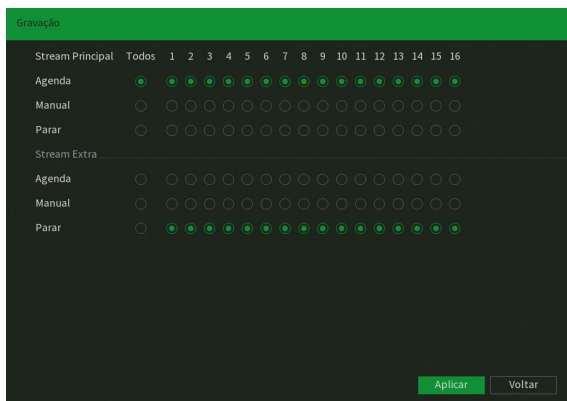 Gravação
Stream Principal Todos 1 2 3 4 5 6 7 8 9 10 11 12 13 14 15 16
Agenda
Manual
Parar
Stream Extra
Agenda
Manual
Parar
Aplicar Voltar